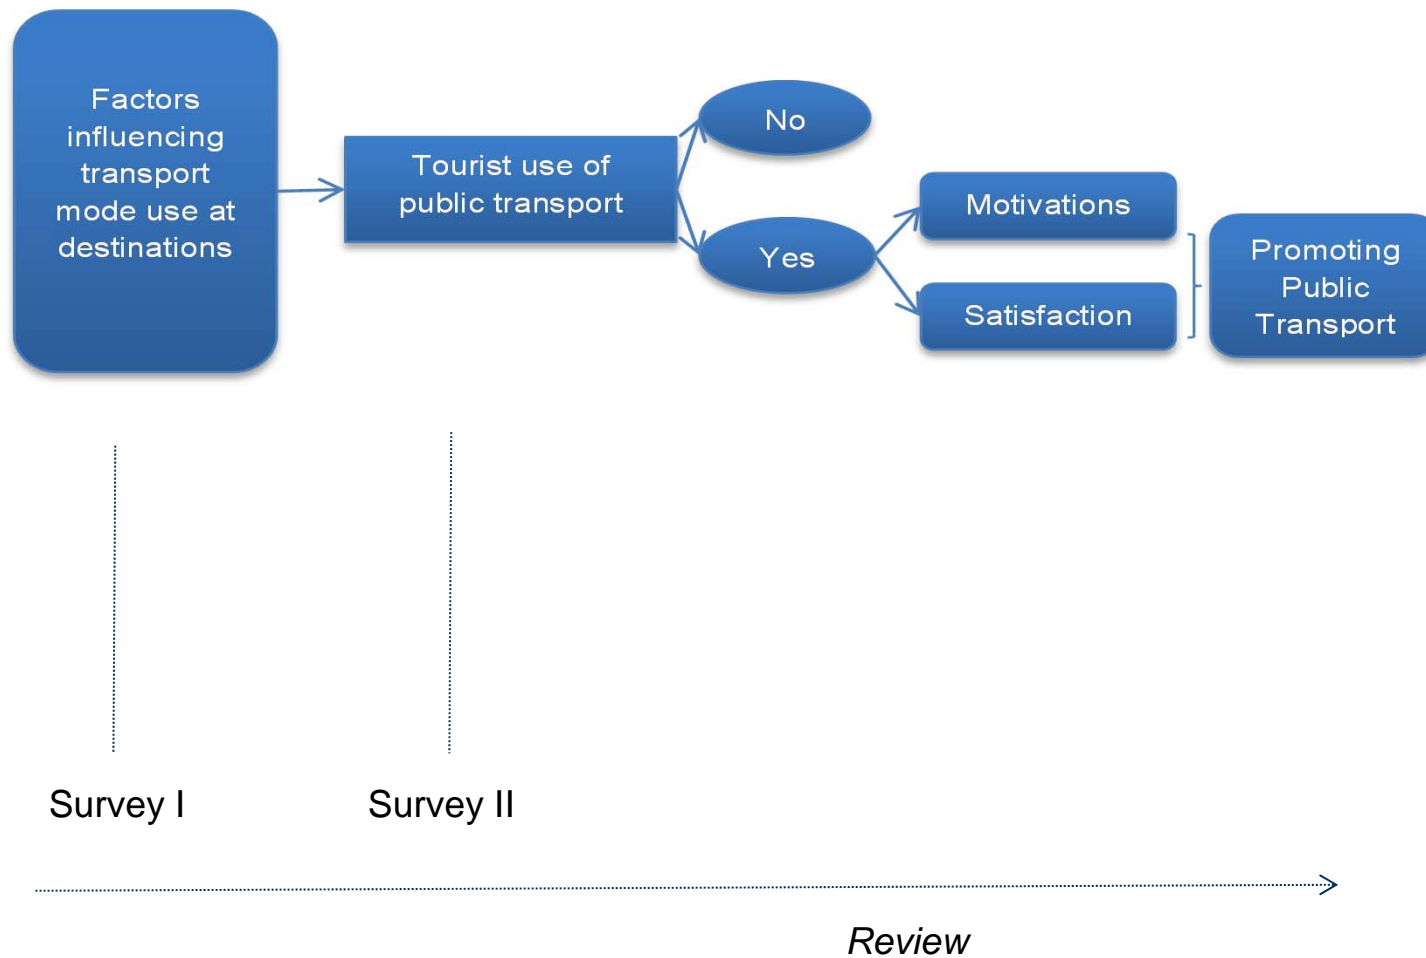 Factors
influencing
transport
mode use at
destinations
Tourist use of
public transport
No
Yes
Motivations
Satisfaction
Promoting
Public
Transport
Survey I
Survey II
Review